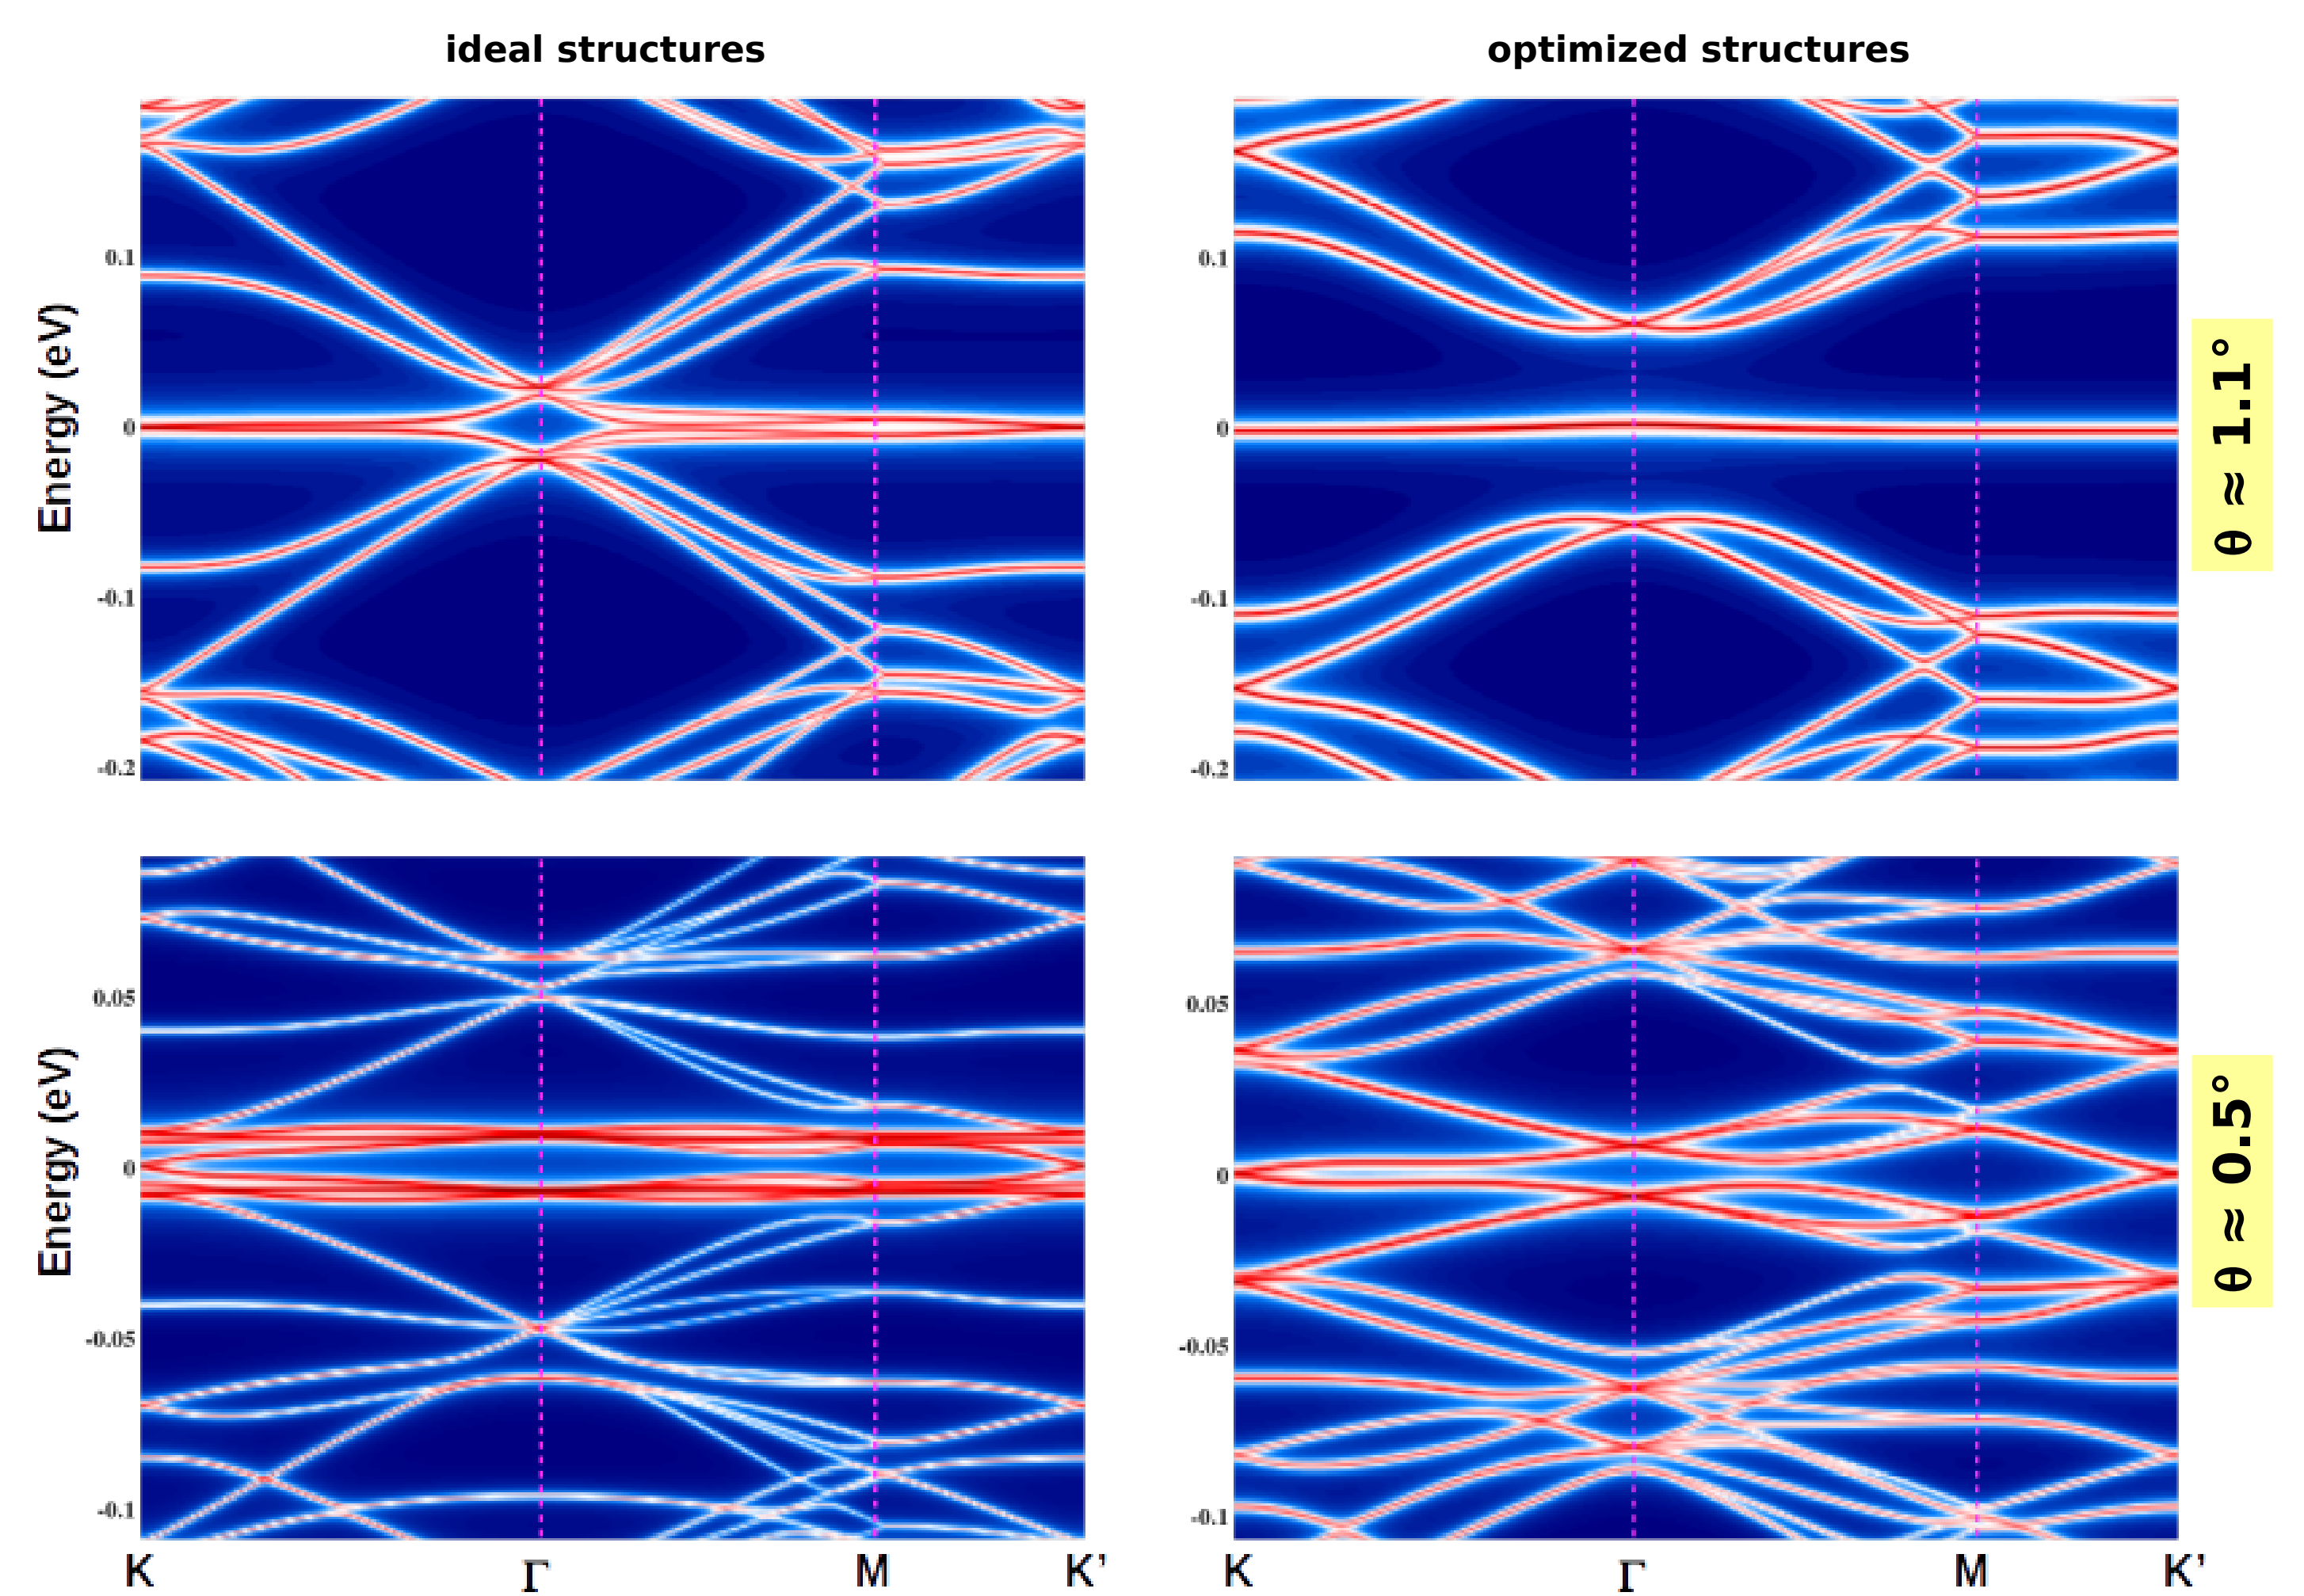 ideal structures
optimized structures
Energy (eV)
0.1
0
-0.1
-0.2
0.1
0
-0.1
-0.2
θ ≈ 1.1°
Energy (eV)
0.05
0
-0.05
-0.1
0.05
0
-0.05
-0.1
θ ≈ 0.5°
K Γ M K'
K Γ M K'